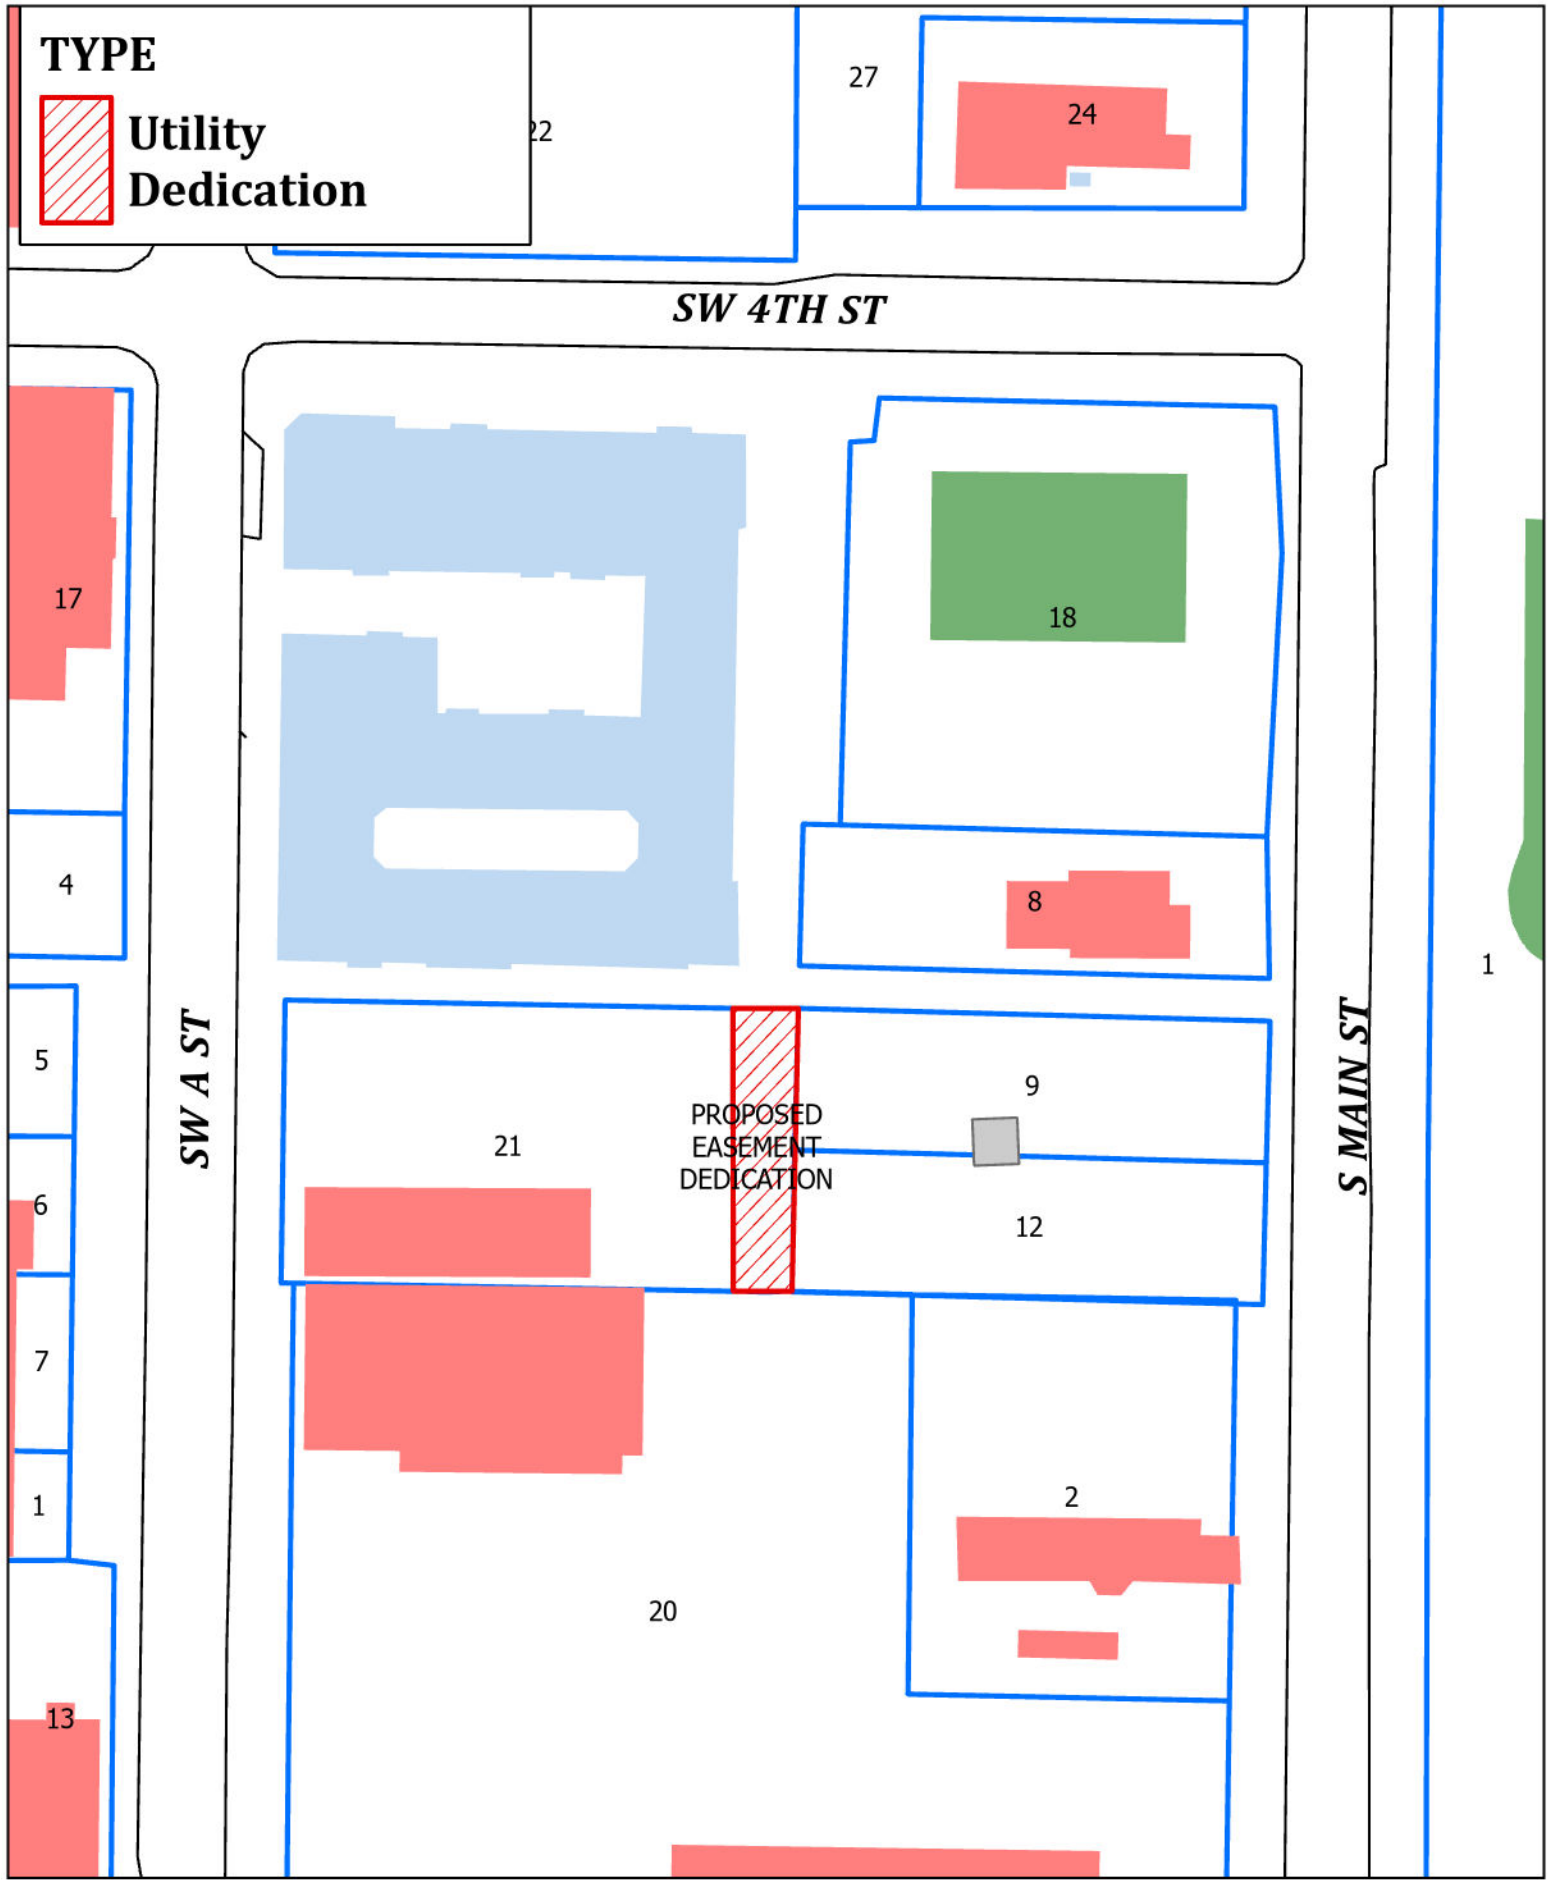 TYPE
Utility
Dedication
22
27
24
SW 4TH ST
17
18
4
8
1
5
SW A ST
S MAIN ST
9
PROPOSED
EASEMENT
DEDICATION
21
6
12
7
2
1
20
13